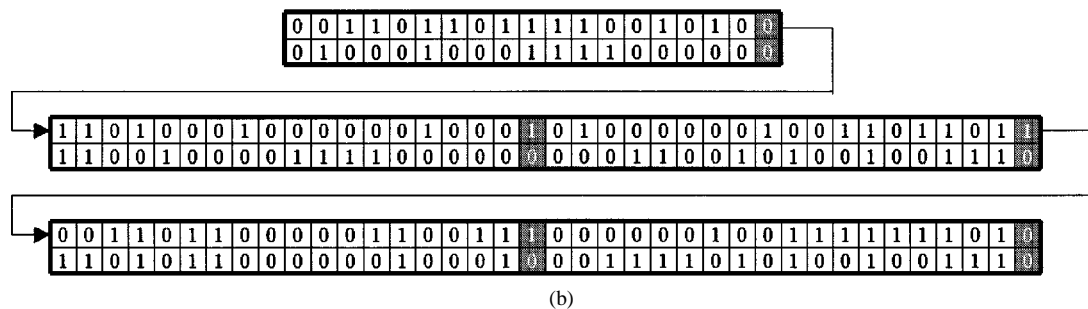 0 0 1 1 0 1 1 0 1 1 1 1 0 0 1 0 1 0 0
0 1 0 0 0 1 0 0 0 1 1 1 1 0 0 0 0 0 0
1 1 0 1 0 0 0 1 0 0 0 0 0 0 1 0 0 0 1 0 1 0 0 0 0 0 0 1 0 0 1 1 0 1 1 0 1 1
1 1 0 0 1 0 0 0 0 1 1 1 1 0 0 0 0 0 0 0 0 0 1 1 0 0 1 0 1 0 0 1 0 0 1 1 1 0
0 0 1 1 0 1 1 0 0 0 0 0 1 1 0 0 1 1 1 0 0 0 0 0 0 1 0 0 1 1 1 1 1 1 1 0 1 0
1 1 0 1 0 1 1 0 0 0 0 0 0 1 0 0 0 1 0 0 0 1 1 1 1 0 1 0 1 0 0 1 0 0 1 1 1 0
(b)